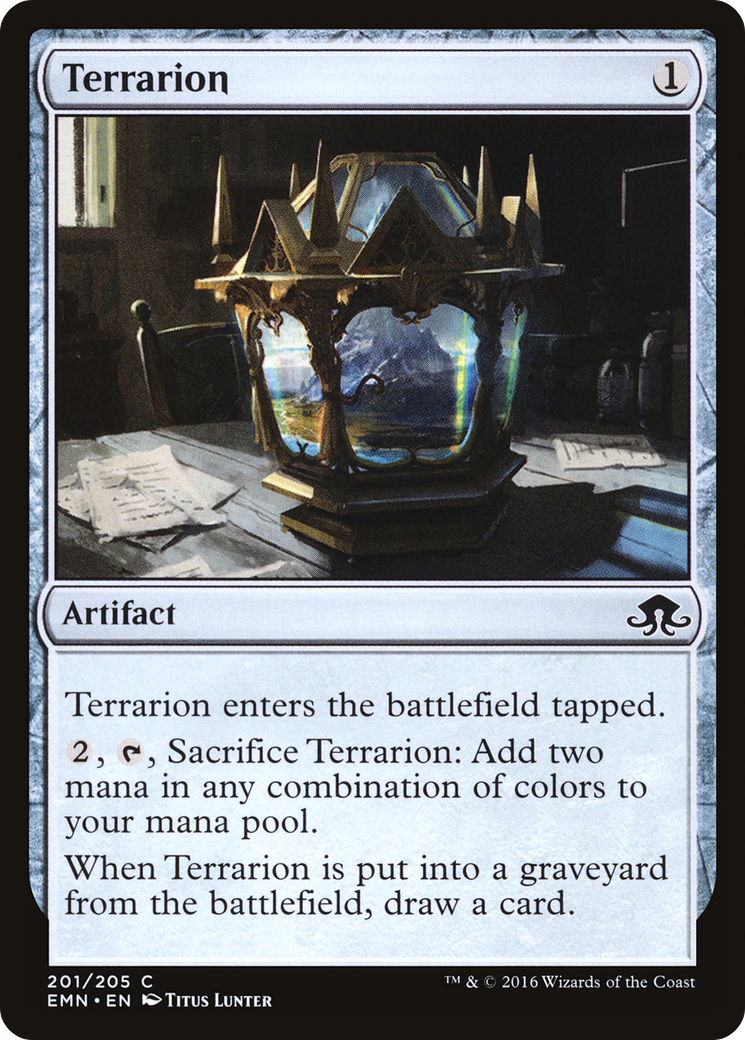 Terrarion 1
Artifact
Terrarion enters the battlefield tapped.
2, , Sacrifice Terrarion: Add two
mana in any combination of colors to
your mana pool.
When Terrarion is put into a graveyard
from the battlefield, draw a card.
201/205 C
EMN • EN Titus Lunter
™ & © 2016 Wizards of the Coast